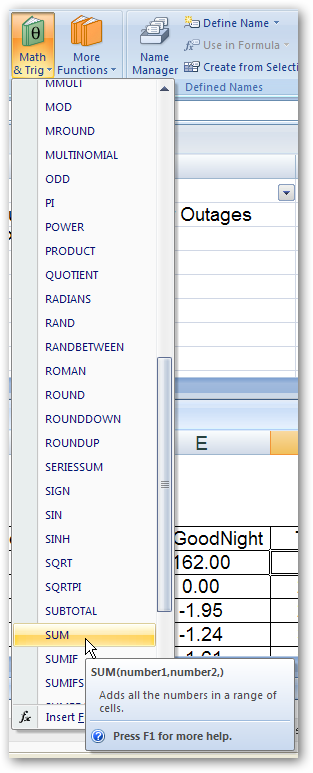 Math & Trig
More Functions
Name Manager
Define Name
Use in Formula
Create from Selecti
Defined Names
MMULT
MOD
MROUND
MULTINOMIAL
ODD
PI
POWER
PRODUCT
QUOTIENT
RADIANS
RAND
RANDBETWEEN
ROMAN
ROUND
ROUNDDOWN
ROUNDUP
SERIESSUM
SIGN
SIN
SINH
SQRT
SQRTPI
SUBTOTAL
SUM
SUMIF
SUMIFS
fx Insert F
Outages
E
GoodNight
162.00
0.00
-1.95
-1.24
SUM(number1,number2,)
Adds all the numbers in a range of
cells.
Press F1 for more help.